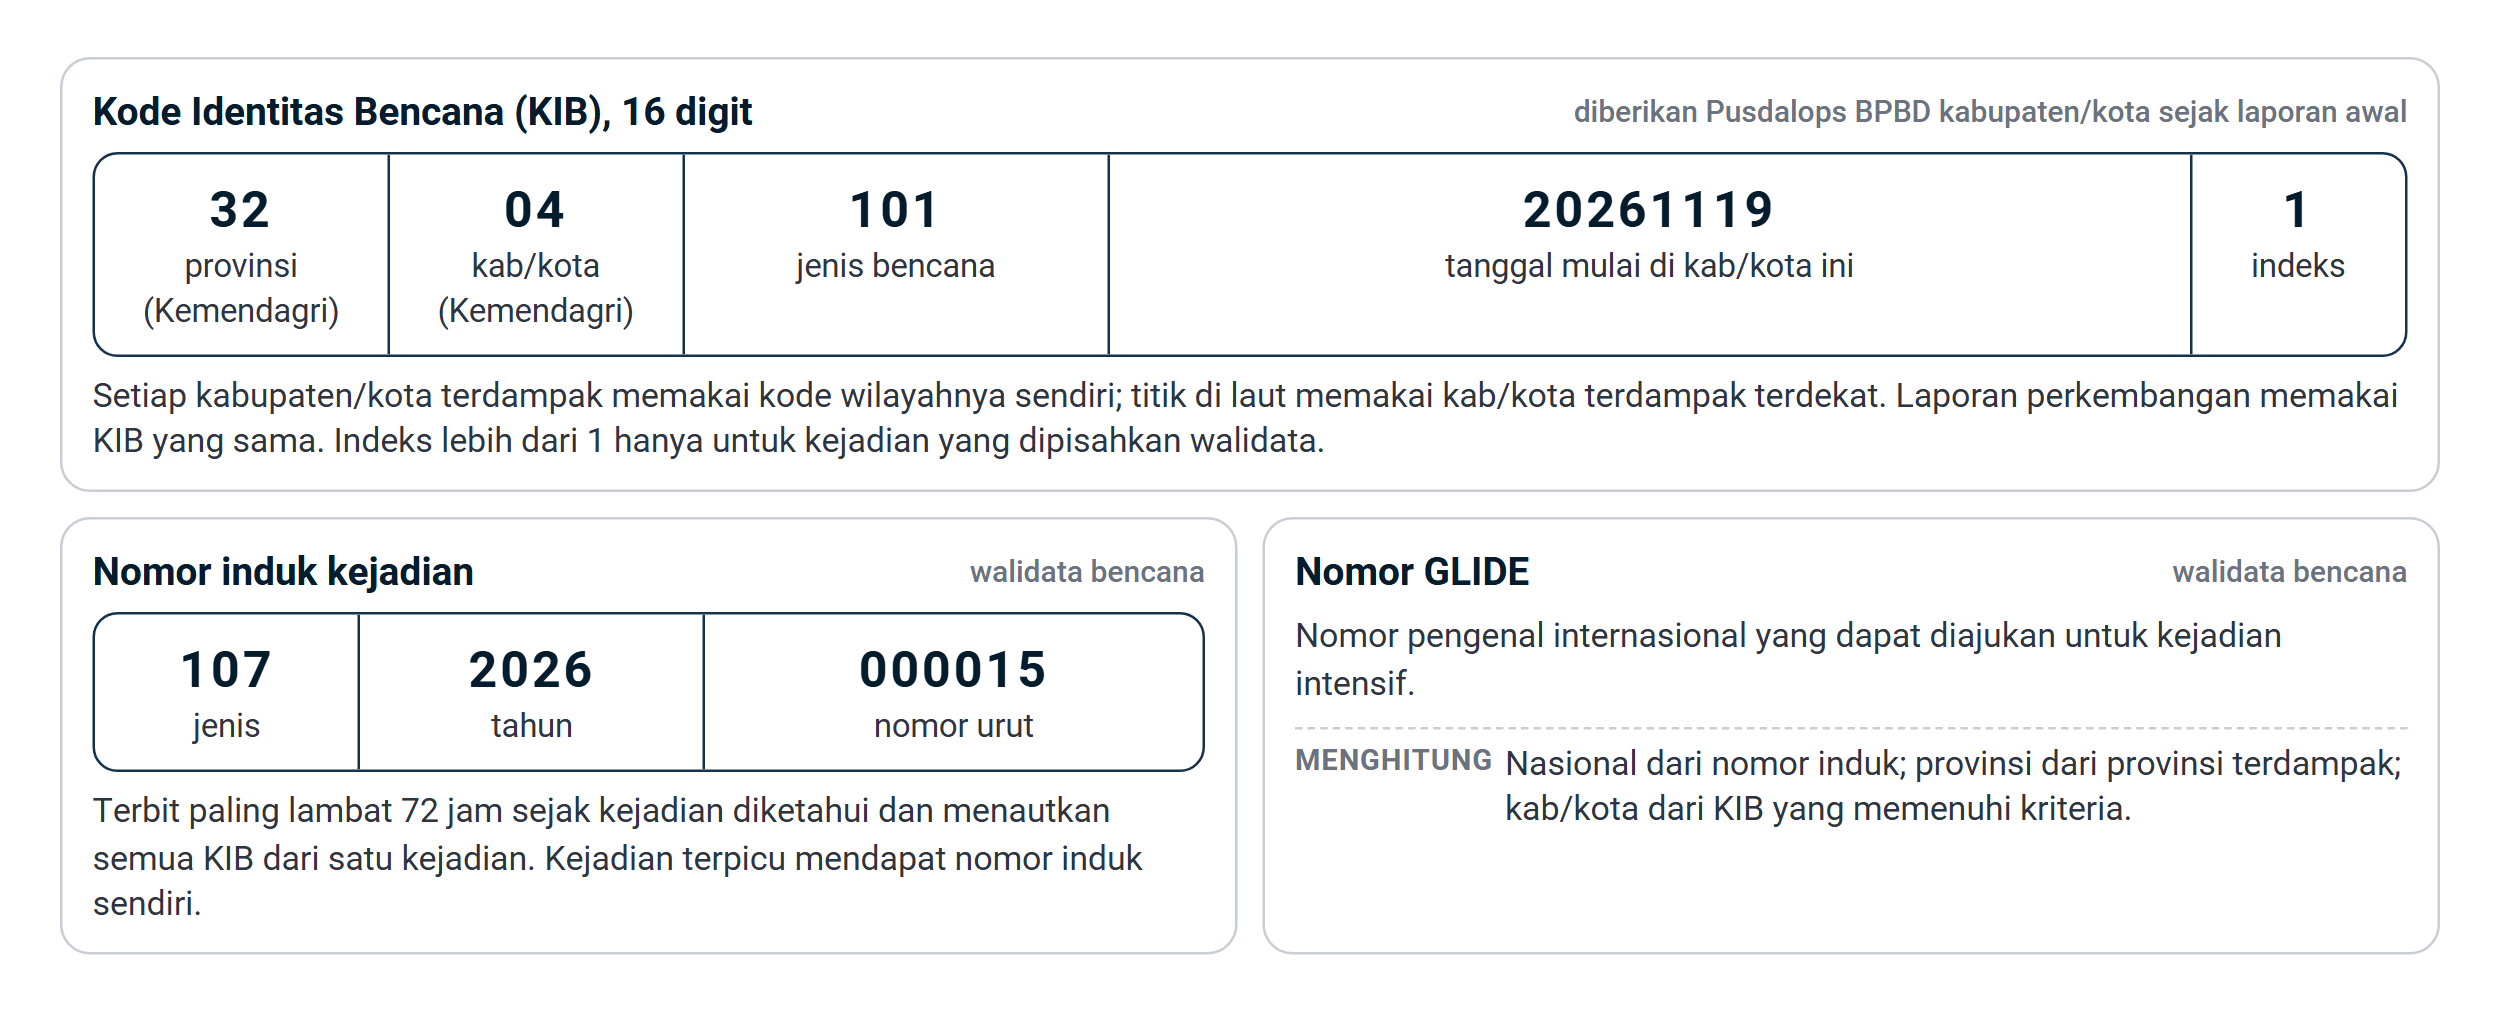 Kode Identitas Bencana (KIB), 16 digit
diberikan Pusdalops BPBD kabupaten/kota sejak laporan awal
32
provinsi
(Kemendagri)
04
kab/kota
(Kemendagri)
101
jenis bencana
20261119
tanggal mulai di kab/kota ini
1
indeks
Setiap kabupaten/kota terdampak memakai kode wilayahnya sendiri; titik di laut memakai kab/kota terdampak terdekat. Laporan perkembangan memakai
KIB yang sama. Indeks lebih dari 1 hanya untuk kejadian yang dipisahkan walidata.
Nomor induk kejadian
walidata bencana
107
jenis
2026
tahun
000015
nomor urut
Terbit paling lambat 72 jam sejak kejadian diketahui dan menautkan
semua KIB dari satu kejadian. Kejadian terpicu mendapat nomor induk
sendiri.
Nomor GLIDE
walidata bencana
Nomor pengenal internasional yang dapat diajukan untuk kejadian
intensif.
MENGHITUNG Nasional dari nomor induk; provinsi dari provinsi terdampak;
kab/kota dari KIB yang memenuhi kriteria.